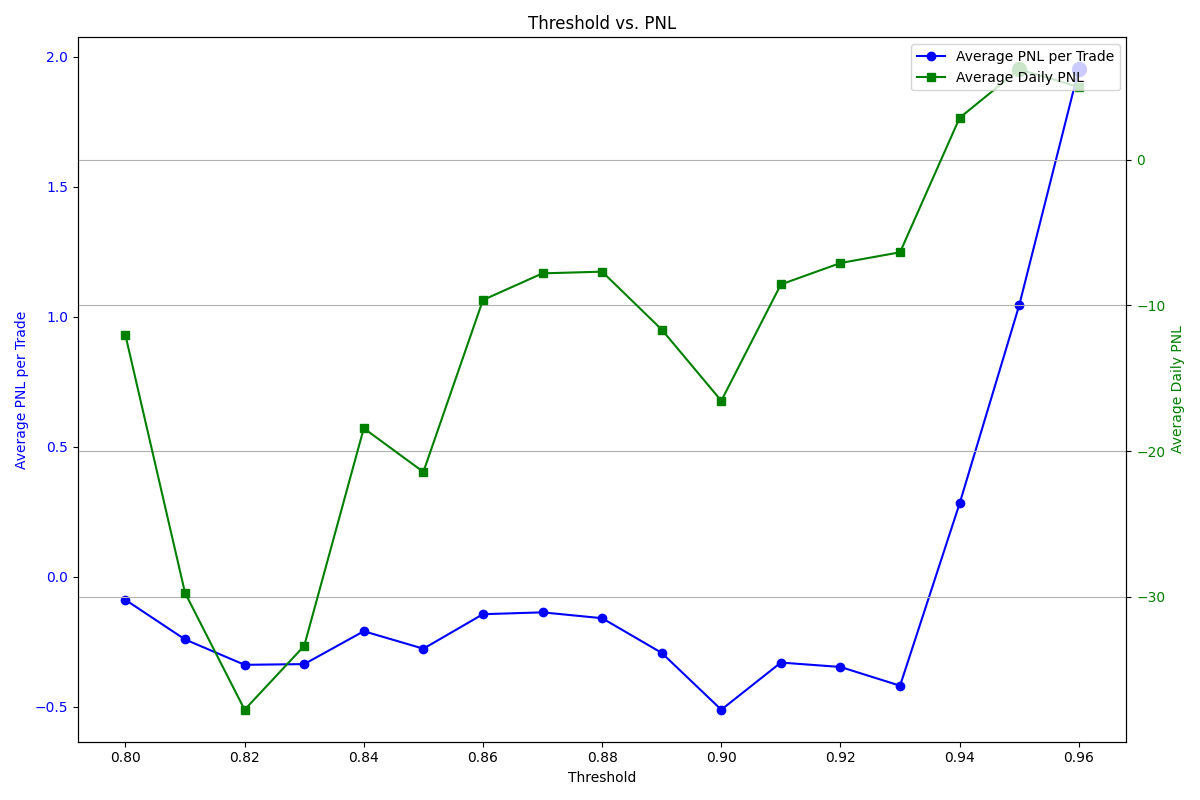 Threshold vs. PNL
Average PNL per Trade
Average Daily PNL
2.0
1.5
1.0
0.5
0.0
−0.5
Average PNL per Trade
0
−10
−20
−30
Average Daily PNL
0.80 0.82 0.84 0.86 0.88 0.90 0.92 0.94 0.96
Threshold